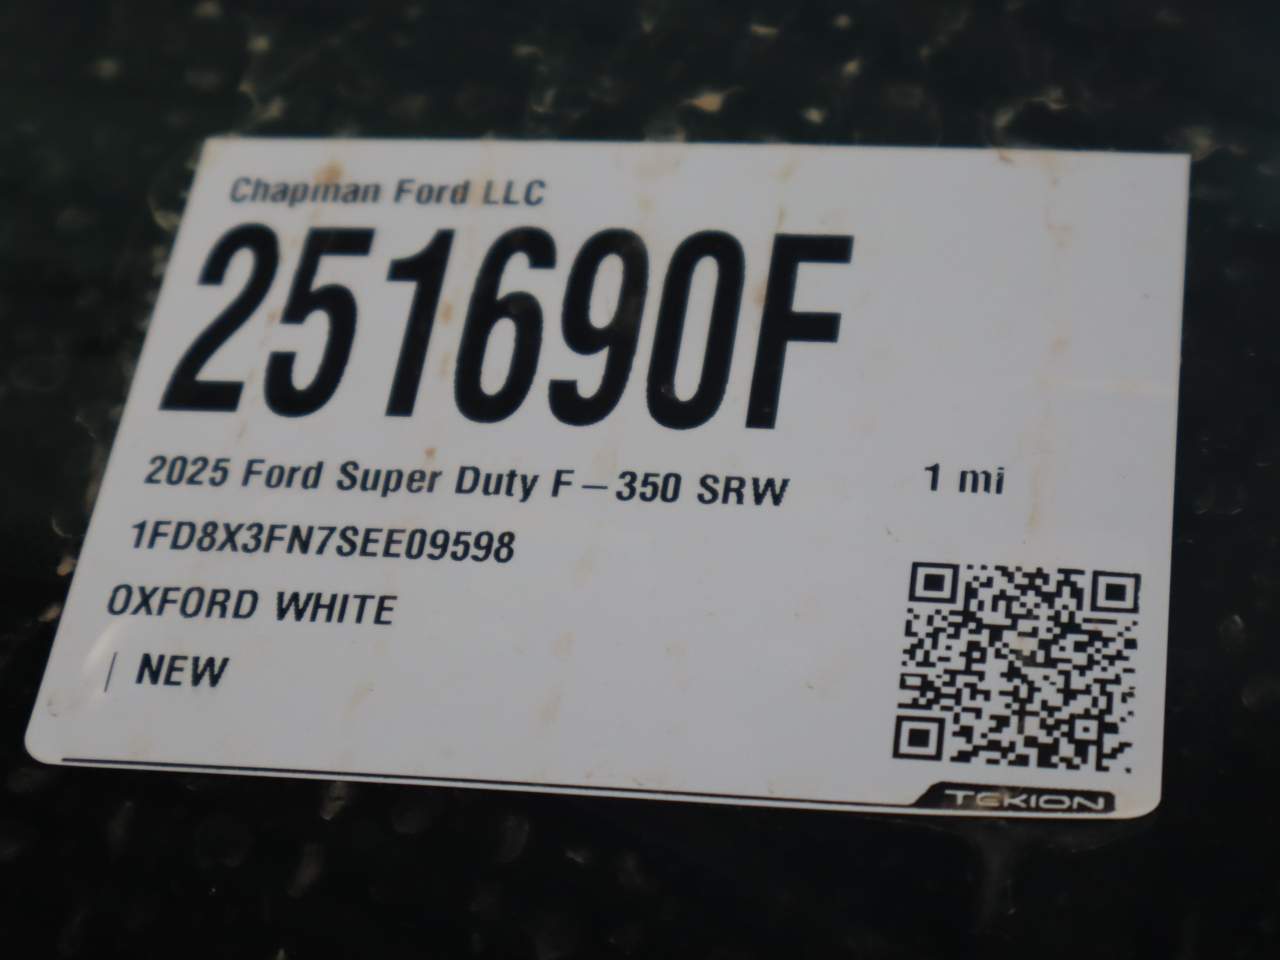 Chapman Ford LLC
251690F
2025 Ford Super Duty F-350 SRW 1 mi
1FD8X3FN7SEE09598
OXFORD WHITE
| NEW
TEKION